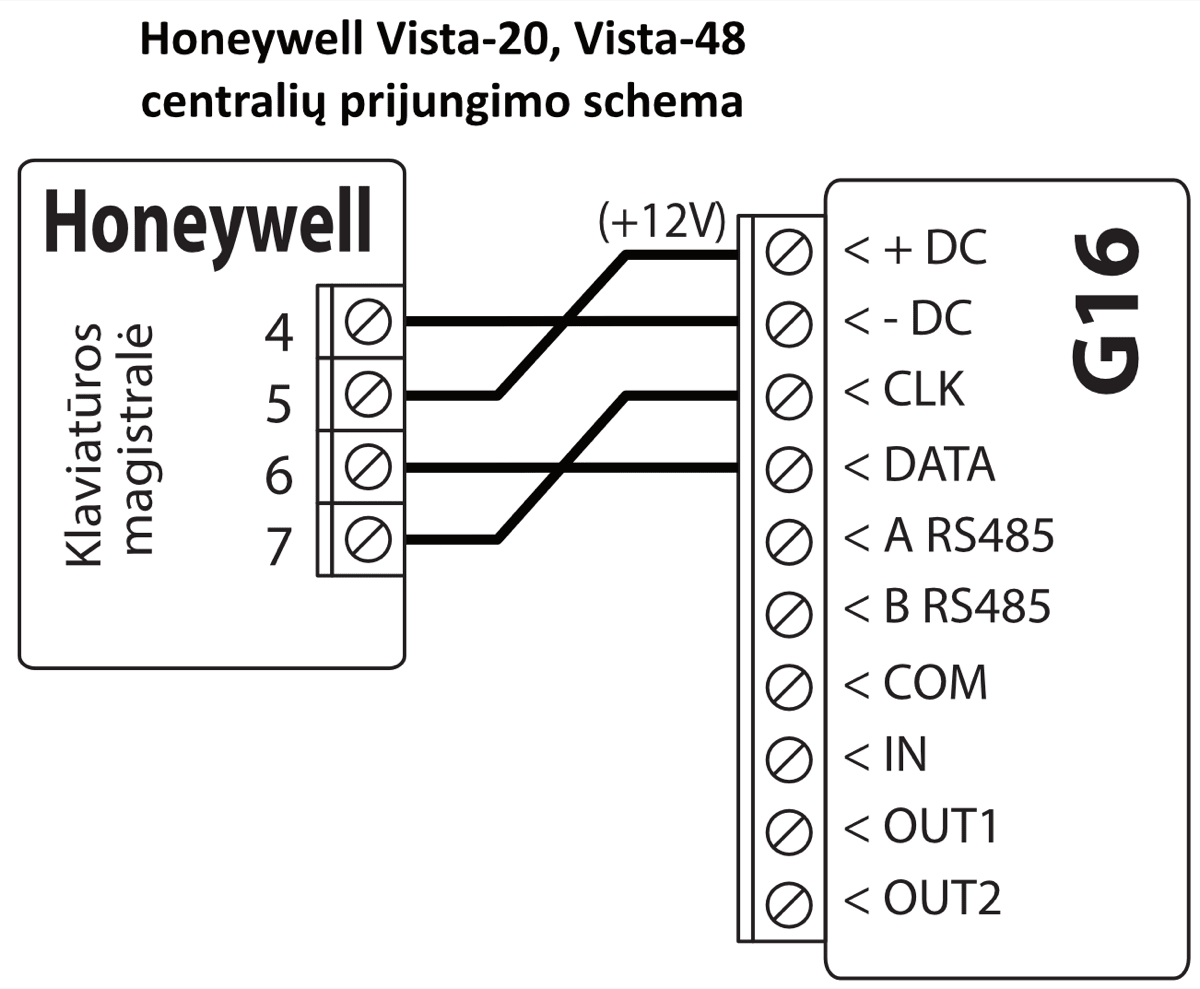 Honeywell Vista-20, Vista-48
centralių prijungimo schema
Honeywell
Klaviatūros
magistralė
4
5
6
7
(+12V)
G16
< + DC
< - DC
< CLK
< DATA
< A RS485
< B RS485
< COM
< IN
< OUT1
< OUT2